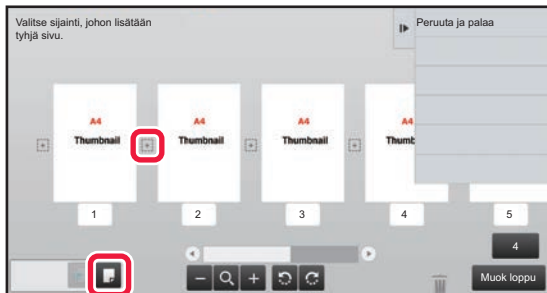 Valitse sijainti, johon lisätään
tyhjä sivu.
Peruuta ja palaa
A4
Thumbnail
A4
Thumbnail
A4
Thumbnail
A4
Thumb
1
2
3
4
5
4
Muok loppu